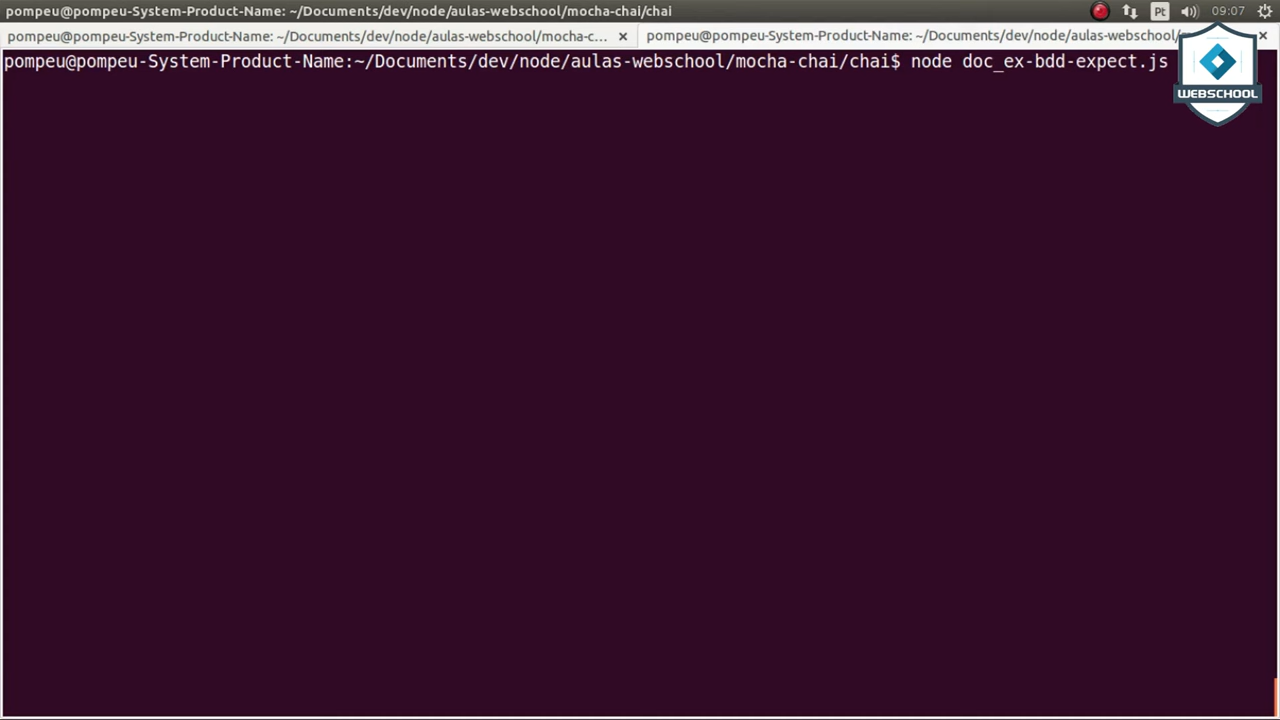 pompeu@pompeu-System-Product-Name: ~/Documents/dev/node/aulas-webschool/mocha-chai/chai
Pt
09:07
pompeu@pompeu-System-Product-Name: ~/Documents/dev/node/aulas-webschool/mocha-c...
pompeu@pompeu-System-Product-Name: ~/Documents/dev/node/aulas-webschool/
pompeu@pompeu-System-Product-Name:~/Documents/dev/node/aulas-webschool/mocha-chai/chai$ node doc_ex-bdd-expect.js
WEBSCHOOL